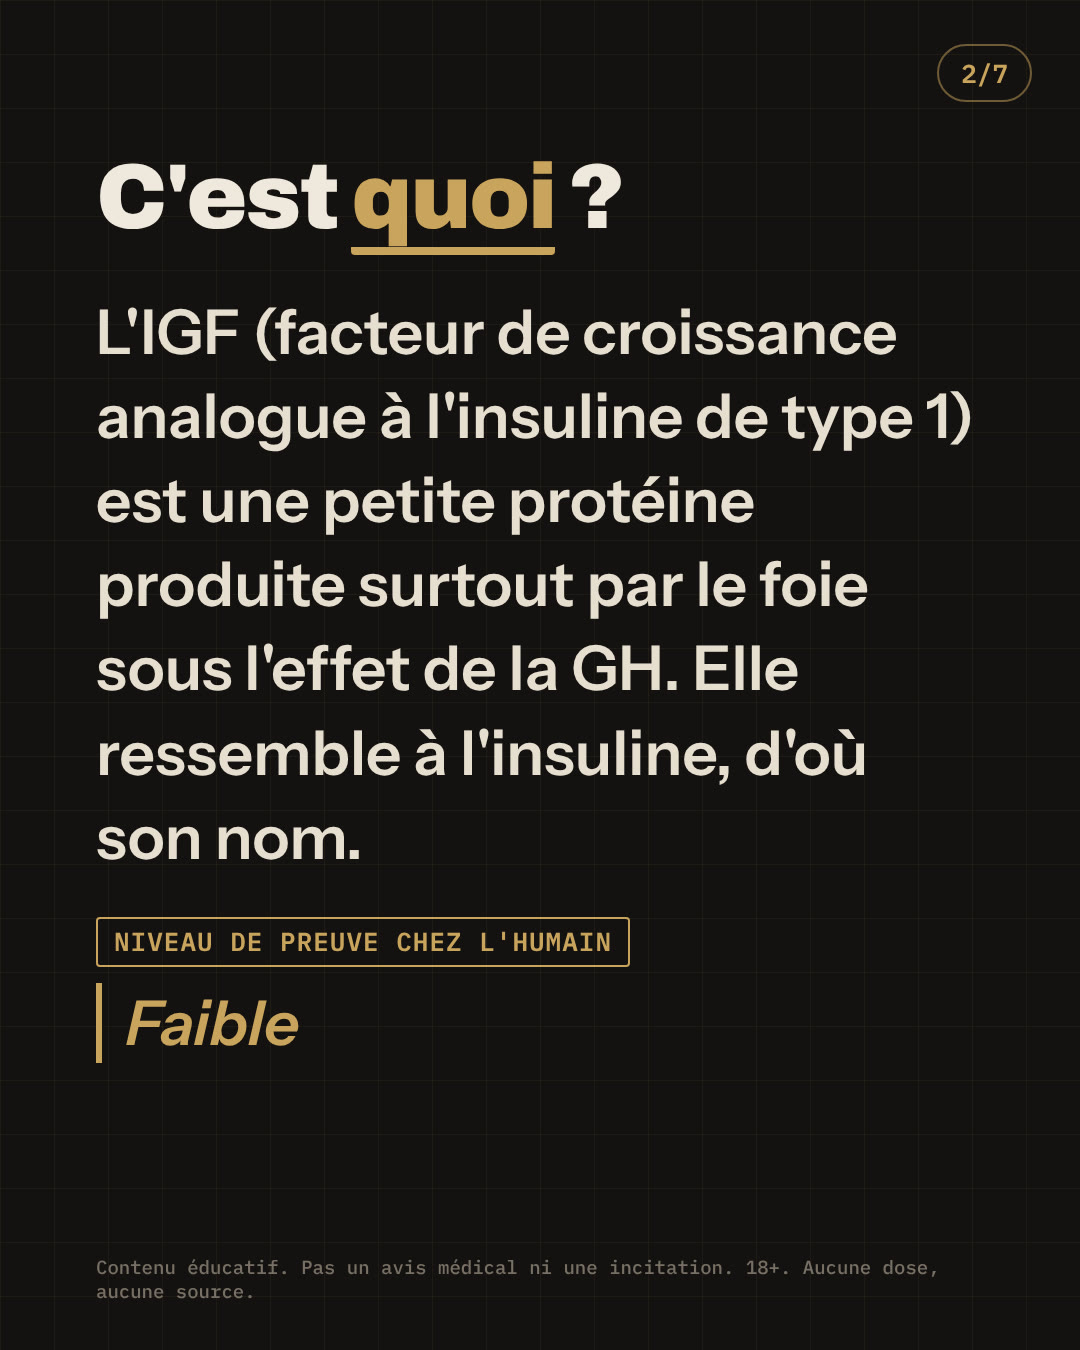 2/7
C'est quoi ?
L'IGF (facteur de croissance
analogue à l'insuline de type 1)
est une petite protéine
produite surtout par le foie
sous l'effet de la GH. Elle
ressemble à l'insuline, d'où
son nom.
NIVEAU DE PREUVE CHEZ L'HUMAIN
Faible
Contenu éducatif. Pas un avis médical ni une incitation. 18+. Aucune dose,
aucune source.